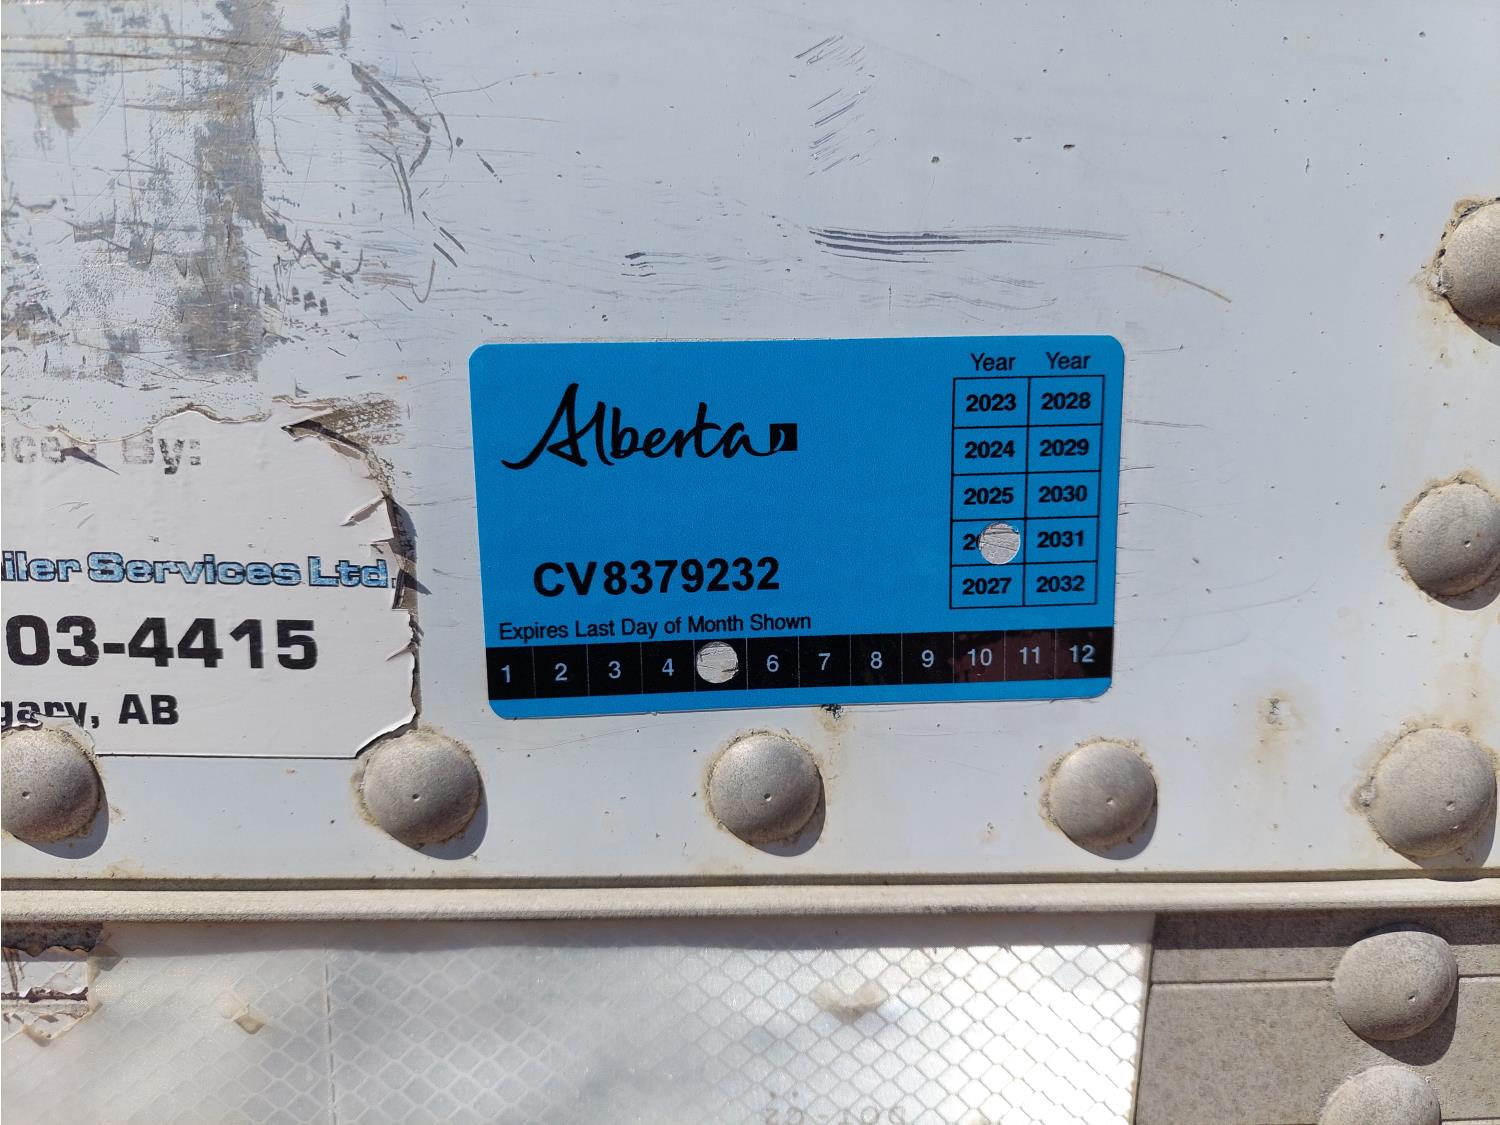 By:
iler Services Ltd.
03-4415
gary, AB
Alberta
CV8379232
Expires Last Day of Month Shown
1 2 3 4 6 7 8 9 10 11 12
Year Year
2023 2028
2024 2029
2025 2030
2031
2027 2032